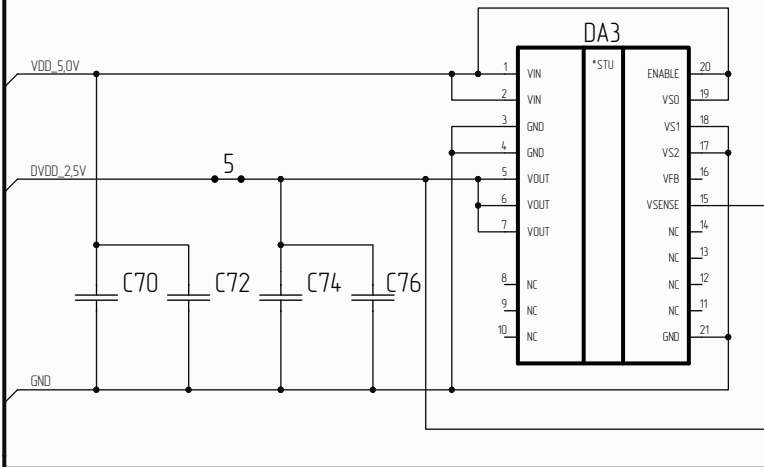 DA3
VDD_5,0V
1 VIN *STU ENABLE 20
2 VIN VS0 19
3 GND VS1 18
4 GND VS2 17
DVDD_2,5V
5
5 VOUT VFB 16
6 VOUT VSENSE 15
7 VOUT NC 14
NC 13
8 NC NC 12
9 NC NC 11
10 NC GND 21
C70 C72 C74 C76
GND